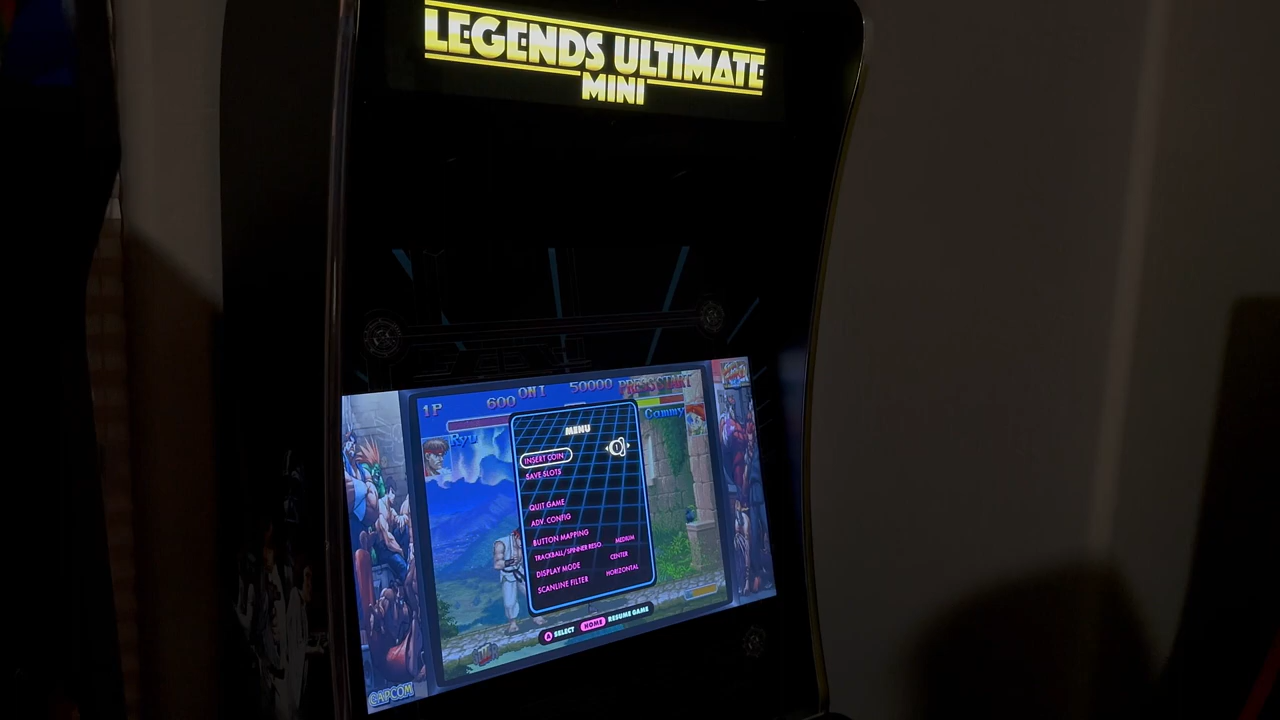 LEGENDS ULTIMATE
MINI
1P 600 ON I 50000 PRESS START
Ryu
Cammy
MENU
INSERT COIN
SAVE SLOTS
QUIT GAME
ADV. CONFIG
BUTTON MAPPING
TRACKBALL/SPINNER RESO. MEDIUM
DISPLAY MODE CENTER
SCANLINE FILTER HORIZONTAL
A SELECT HOME RESUME GAME
CAPCOM